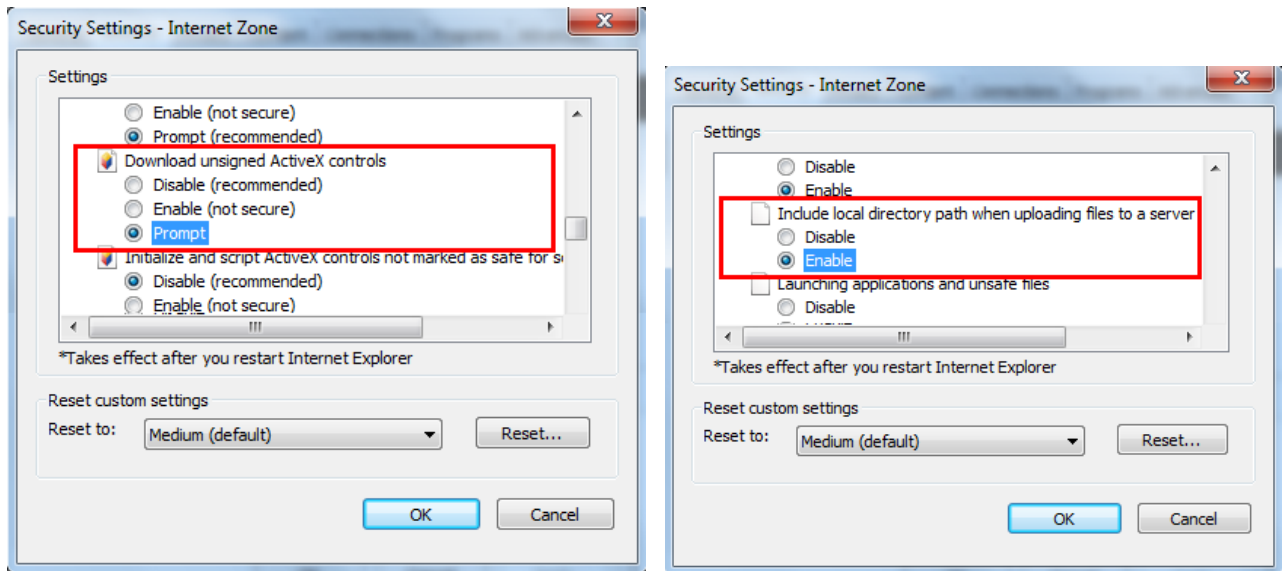 Security Settings - Internet Zone
Settings
Enable (not secure)
Prompt (recommended)
Download unsigned ActiveX controls
Disable (recommended)
Enable (not secure)
Prompt
Initialize and script ActiveX controls not marked as safe for s
Disable (recommended)
Enable (not secure)
*Takes effect after you restart Internet Explorer
Reset custom settings
Reset to:
Medium (default)
Reset...
OK
Cancel
Security Settings - Internet Zone
Settings
Disable
Enable
Include local directory path when uploading files to a server
Disable
Enable
Launching applications and unsafe files
Disable
*Takes effect after you restart Internet Explorer
Reset custom settings
Reset to:
Medium (default)
Reset...
OK
Cancel